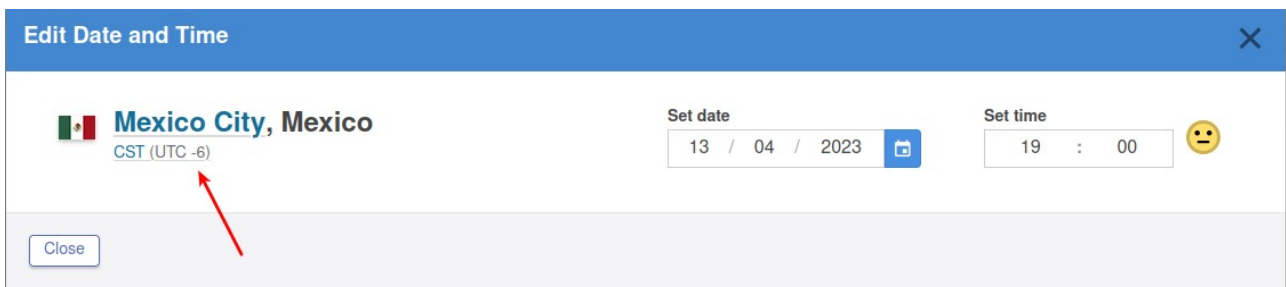 Edit Date and Time
Mexico City, Mexico
CST (UTC -6)
Set date
13 / 04 / 2023
Set time
19 : 00
Close